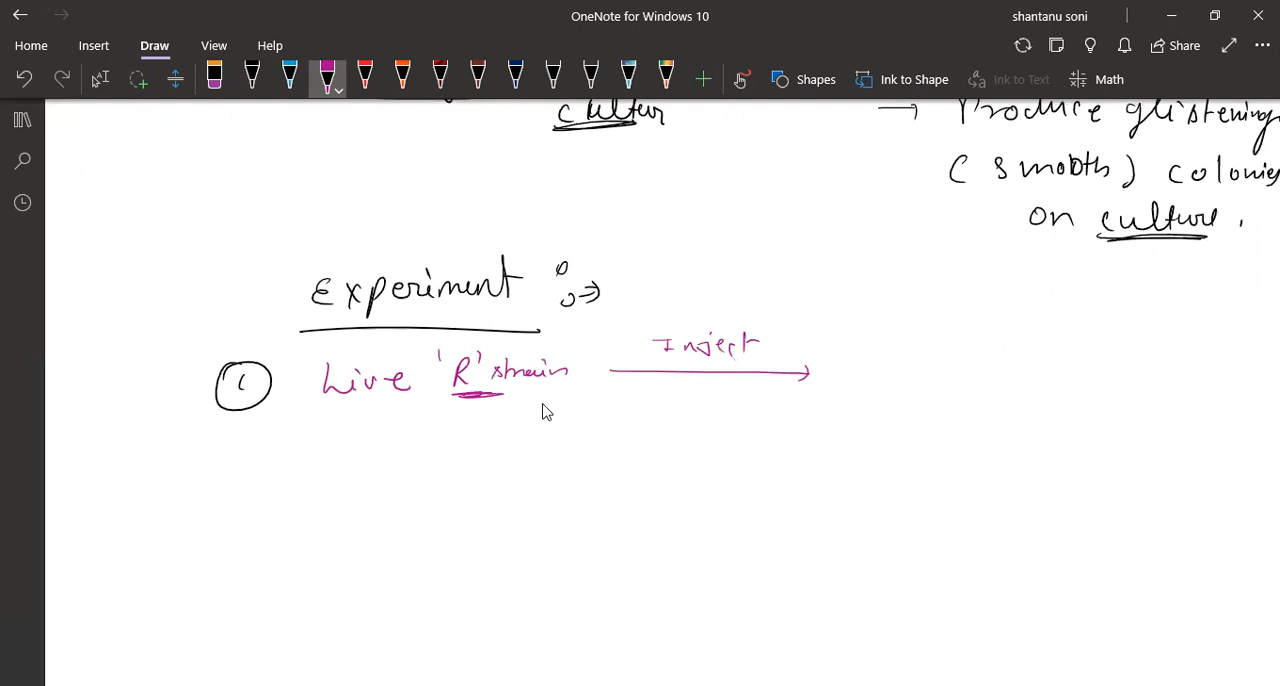 OneNote for Windows 10
shantanu soni
Home Insert Draw View Help
Share
Shapes
Ink to Shape
Ink to Text
Math
cultur
→ Produce glistening
(smooth) colonies
on culture.
Experiment :⇒
① Live 'R' strain Inject →